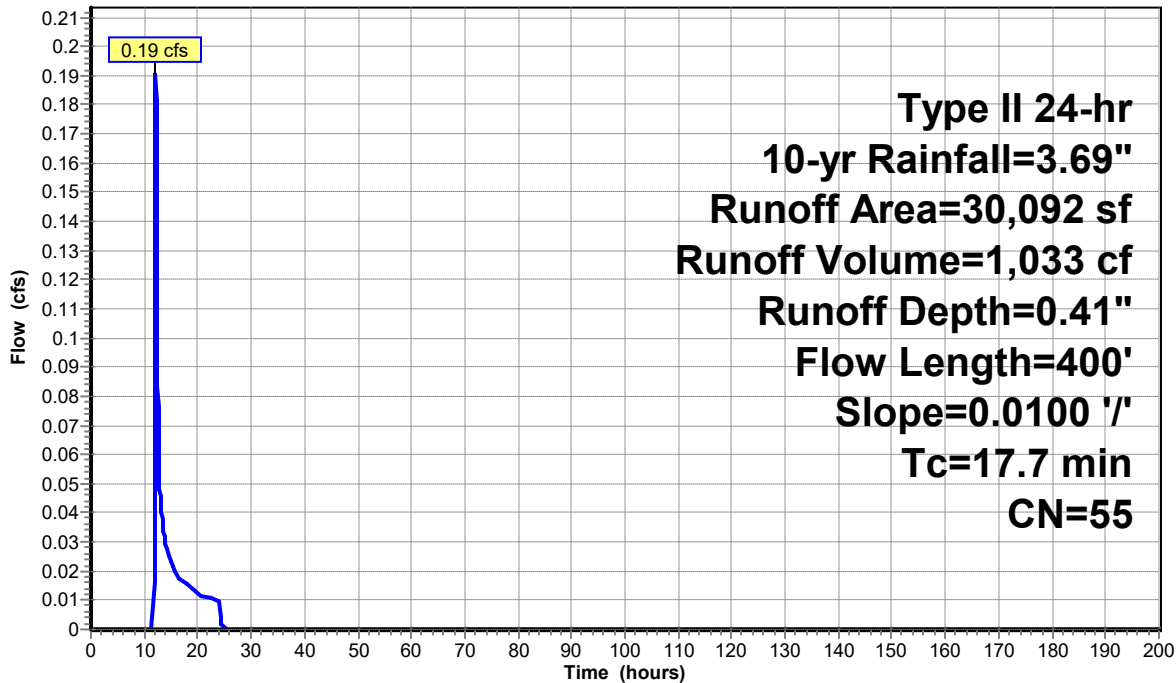 0.21
0.2
0.19
0.18
0.17
0.16
0.15
0.14
0.13
0.12
0.11
0.1
0.09
0.08
0.07
0.06
0.05
0.04
0.03
0.02
0.01
0
Flow (cfs)
0.19 cfs
Type II 24-hr
10-yr Rainfall=3.69"
Runoff Area=30,092 sf
Runoff Volume=1,033 cf
Runoff Depth=0.41"
Flow Length=400'
Slope=0.0100 '/'
Tc=17.7 min
CN=55
0 10 20 30 40 50 60 70 80 90 100 110 120 130 140 150 160 170 180 190 200
Time (hours)